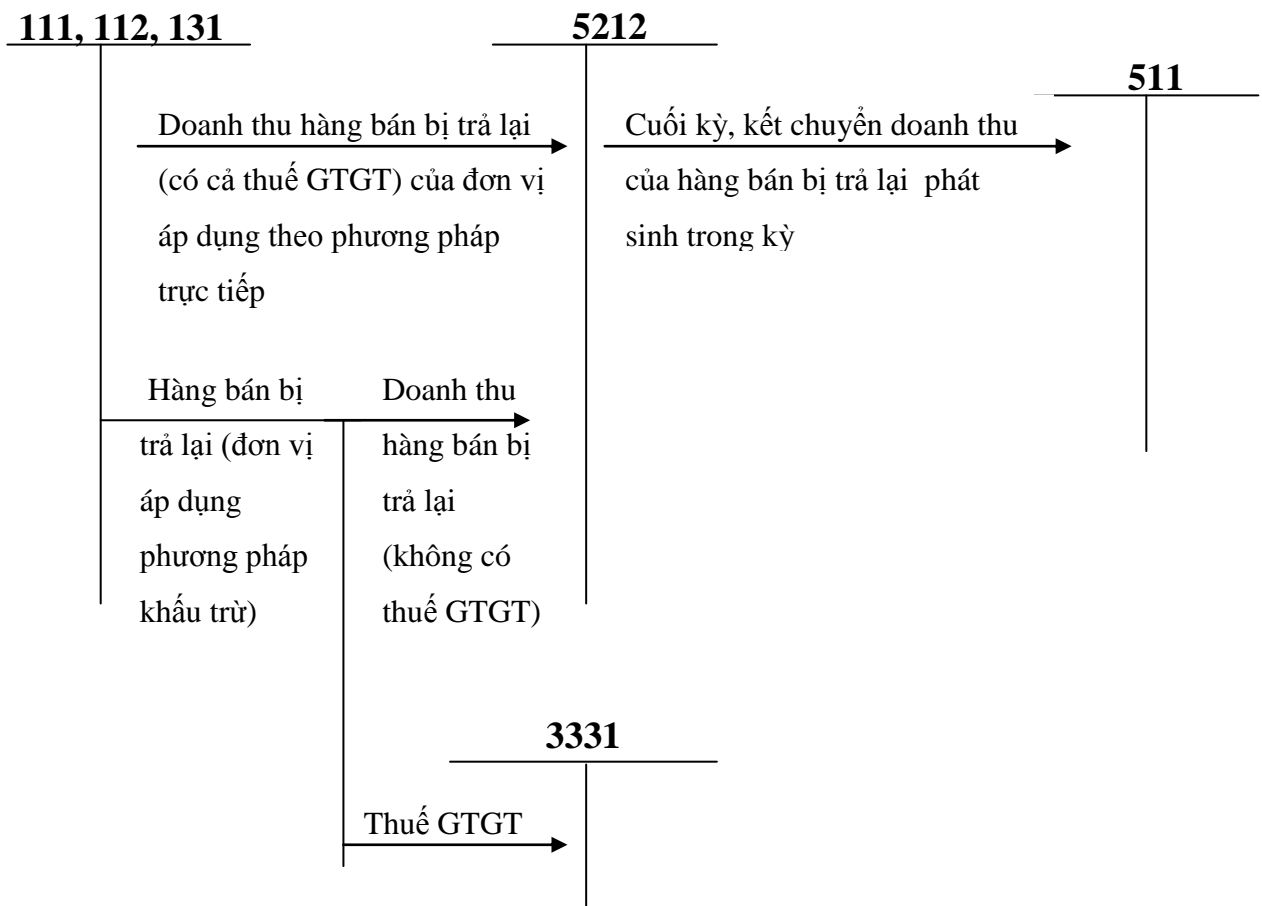 111, 112, 131
5212
511
Doanh thu hàng bán bị trả lại
(có cả thuế GTGT) của đơn vị
áp dụng theo phương pháp
trực tiếp
Cuối kỳ, kết chuyển doanh thu
của hàng bán bị trả lại phát
sinh trong kỳ
Hàng bán bị
trả lại (đơn vị
áp dụng
phương pháp
khấu trừ)
Doanh thu
hàng bán bị
trả lại
(không có
thuế GTGT)
3331
Thuế GTGT